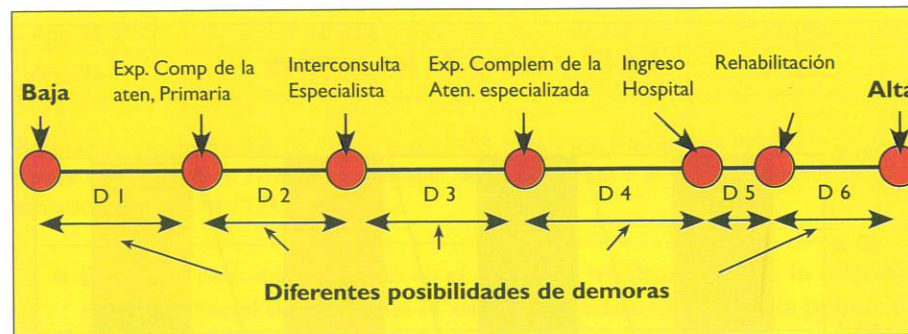 Baja
Exp. Comp de la
aten, Primaria
Interconsulta
Especialista
Exp. Complem de la
Aten. especializada
Ingreso
Hospital
Rehabilitación
Alta
D 1
D 2
D 3
D 4
D 5
D 6
Diferentes posibilidades de demoras